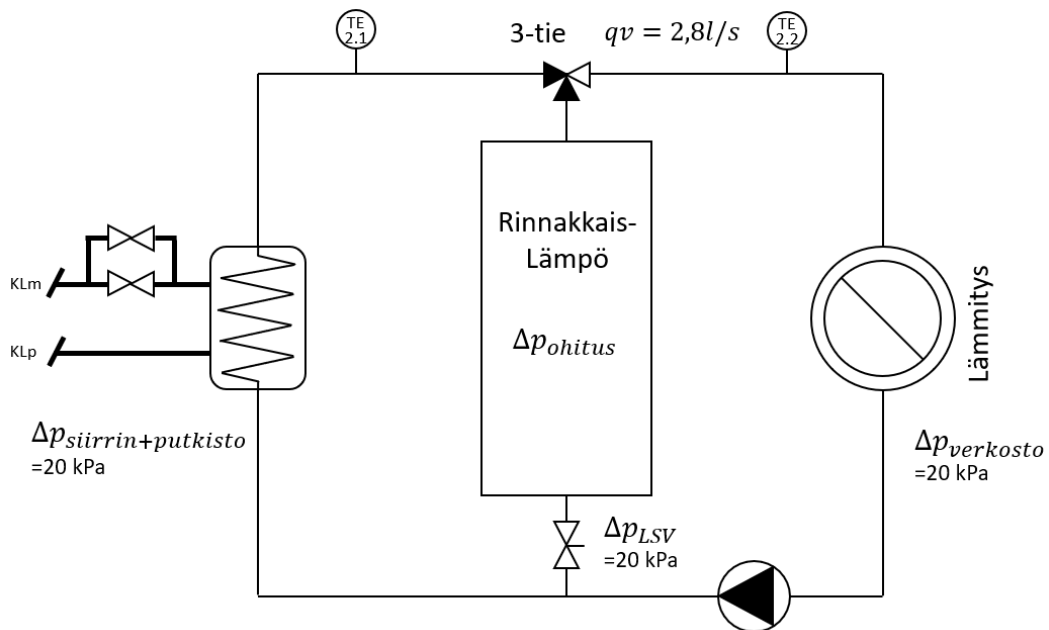 TE
2.1
3-tie
qv = 2,8l/s
TE
2.2
Rinnakkais-
Lämpö
Δp_ohitus
KLm
KLp
Δp_siirrin+putkisto
=20 kPa
Lämmitys
Δp_verkosto
=20 kPa
Δp_LSV
=20 kPa